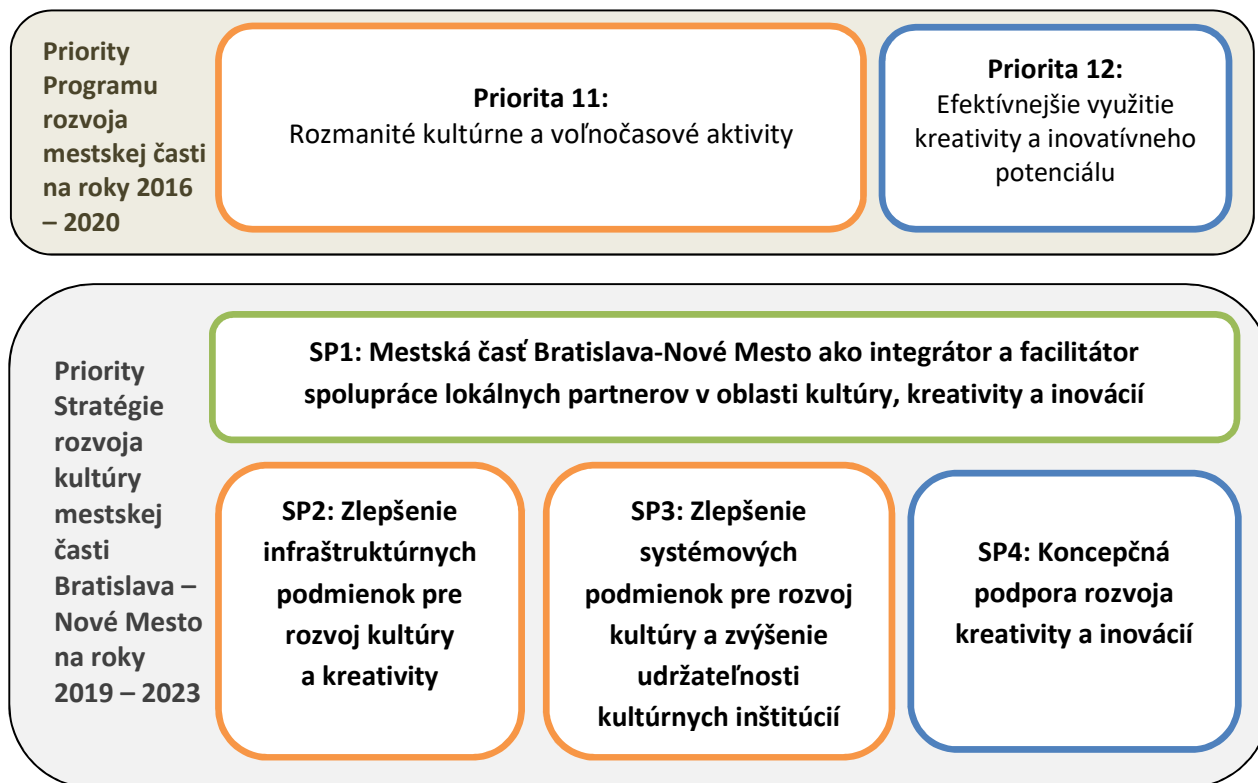 Priority
Programu
rozvoja
mestskej časti
na roky 2016
– 2020
Priorita 11:
Rozmanité kultúrne a voľnočasové aktivity
Priorita 12:
Efektívnejšie využitie
kreativity a inovatívneho
potenciálu
Priority
Stratégie
rozvoja
kultúry
mestskej
časti
Bratislava –
Nové Mesto
na roky
2019 – 2023
SP1: Mestská časť Bratislava-Nové Mesto ako integrátor a facilitátor
spolupráce lokálnych partnerov v oblasti kultúry, kreativity a inovácií
SP2: Zlepšenie
infraštruktúrnych
podmienok pre
rozvoj kultúry
a kreativity
SP3: Zlepšenie
systémových
podmienok pre rozvoj
kultúry a zvýšenie
udržateľnosti
kultúrnych inštitúcií
SP4: Koncepčná
podpora rozvoja
kreativity a inovácií